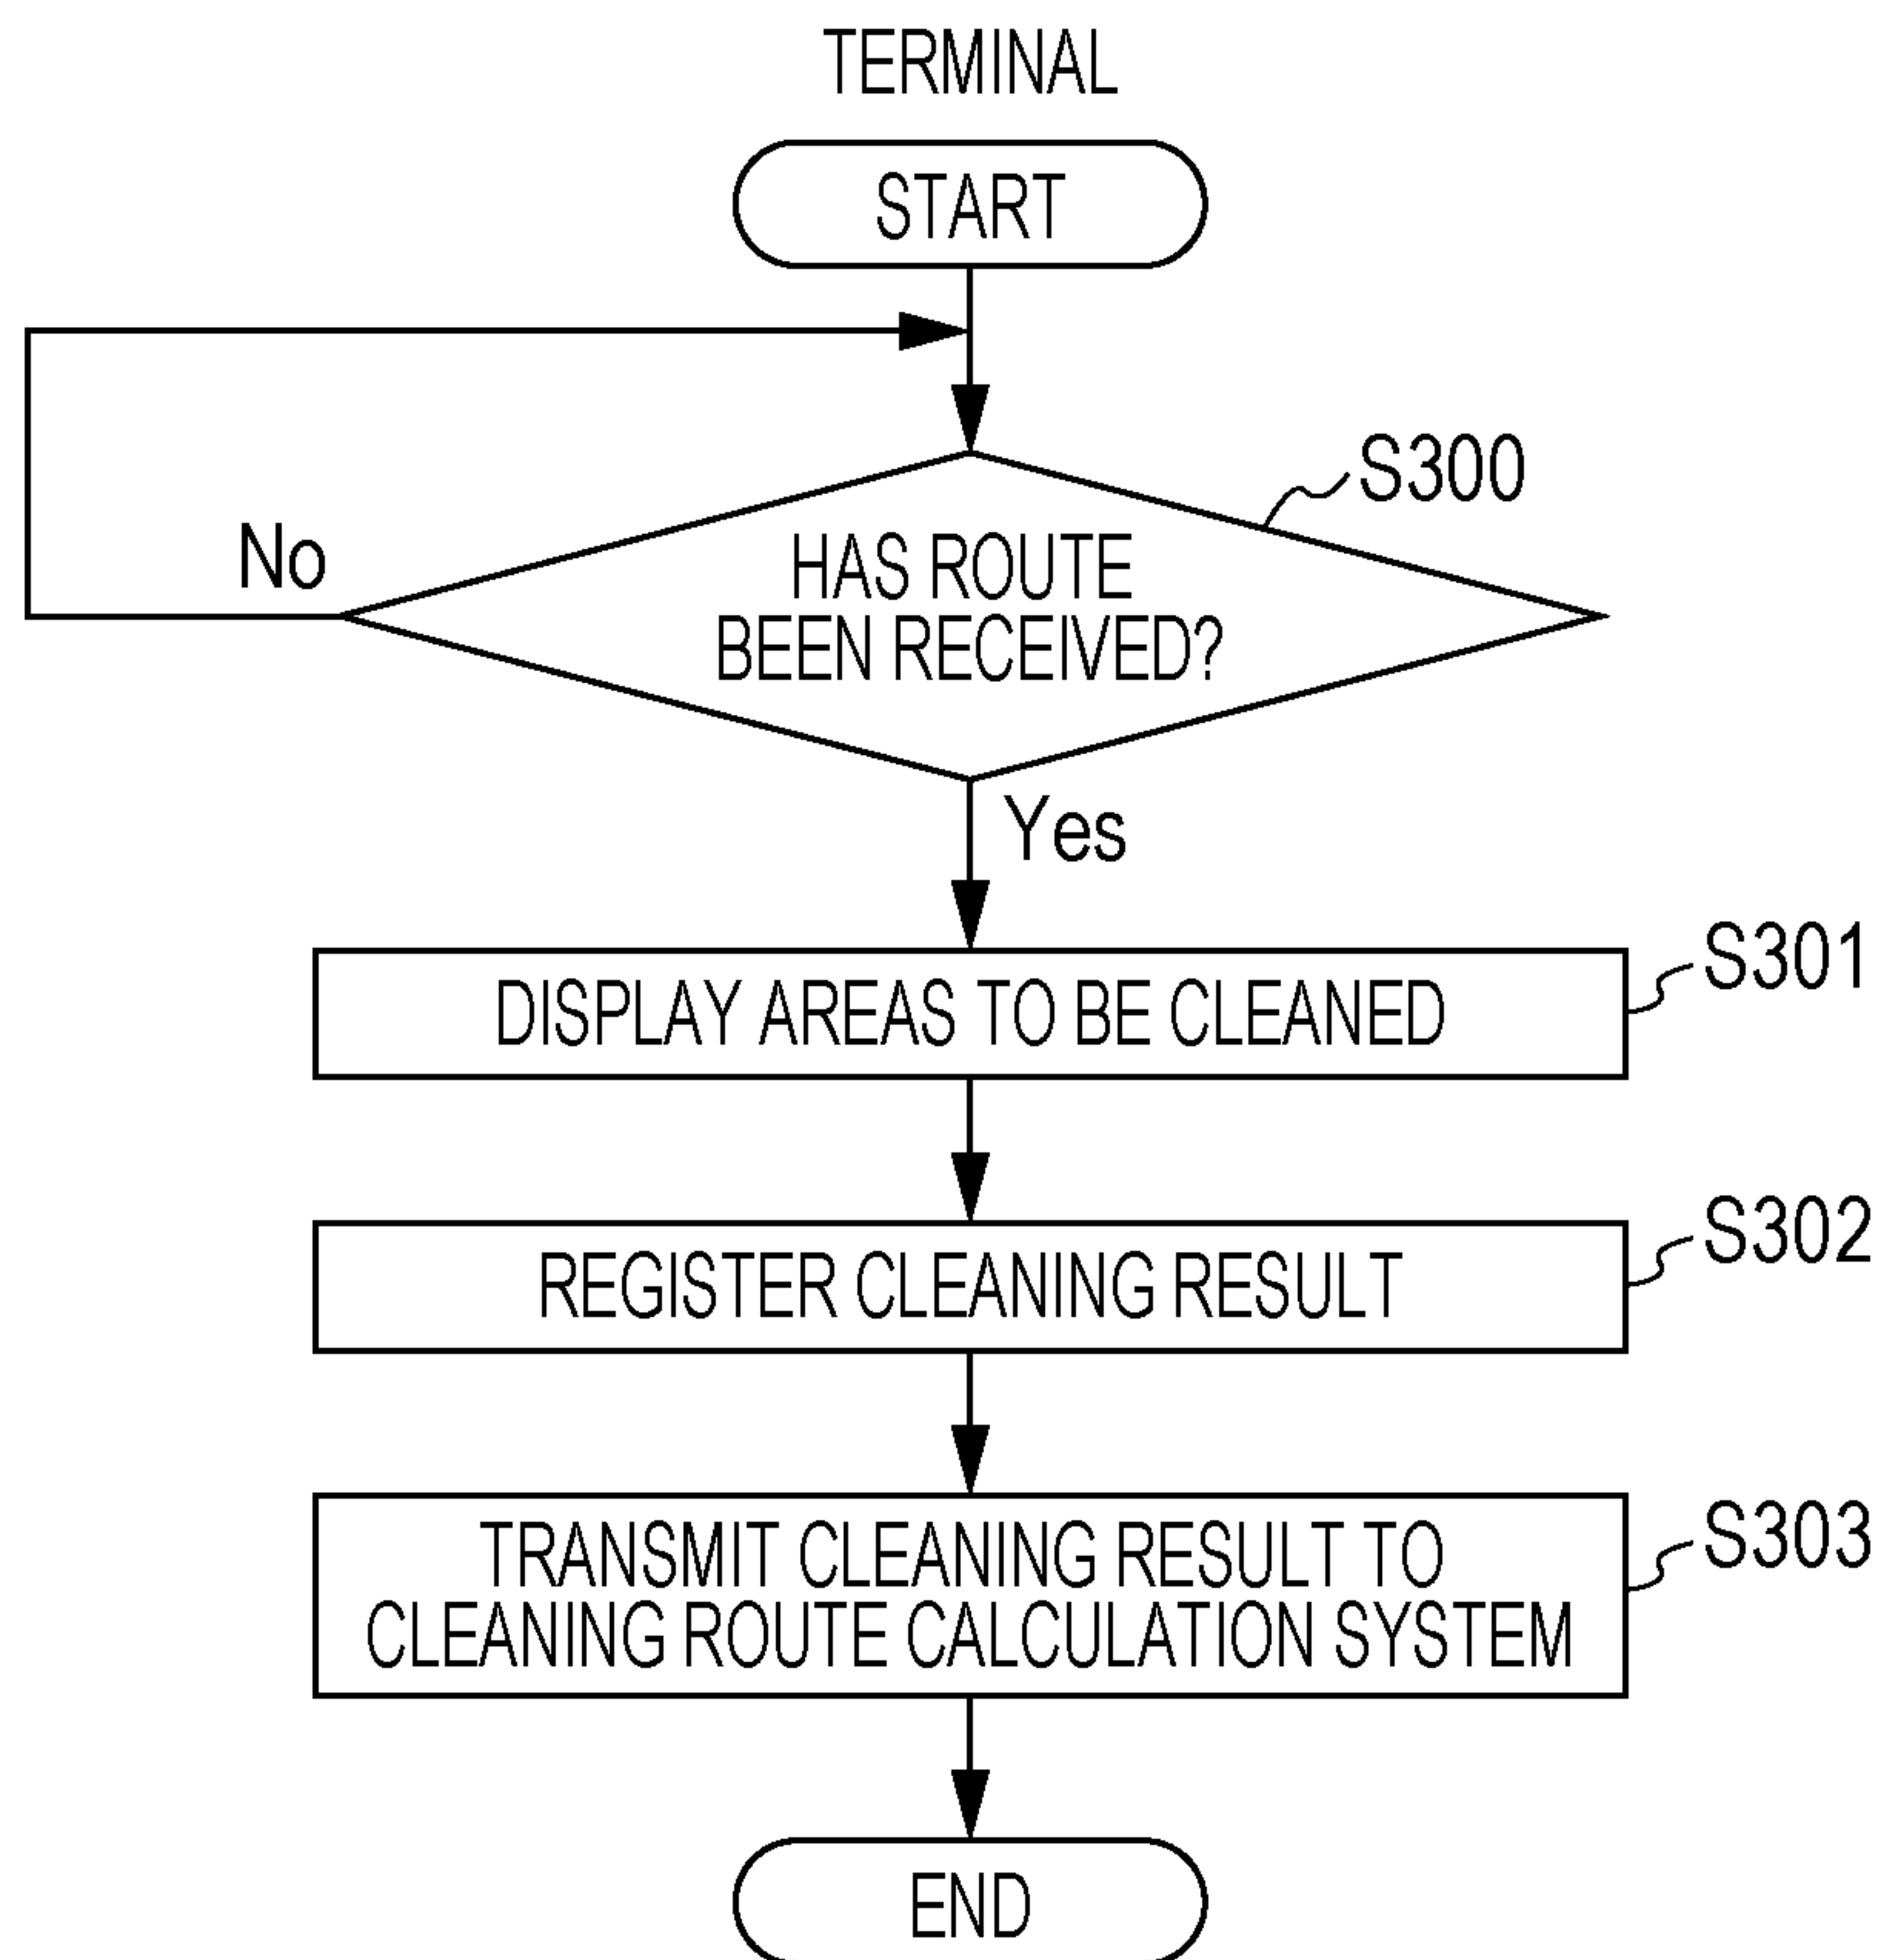 TERMINAL
START
S300
HAS ROUTE
BEEN RECEIVED?
No
Yes
S301
DISPLAY AREAS TO BE CLEANED
S302
REGISTER CLEANING RESULT
S303
TRANSMIT CLEANING RESULT TO
CLEANING ROUTE CALCULATION SYSTEM
END